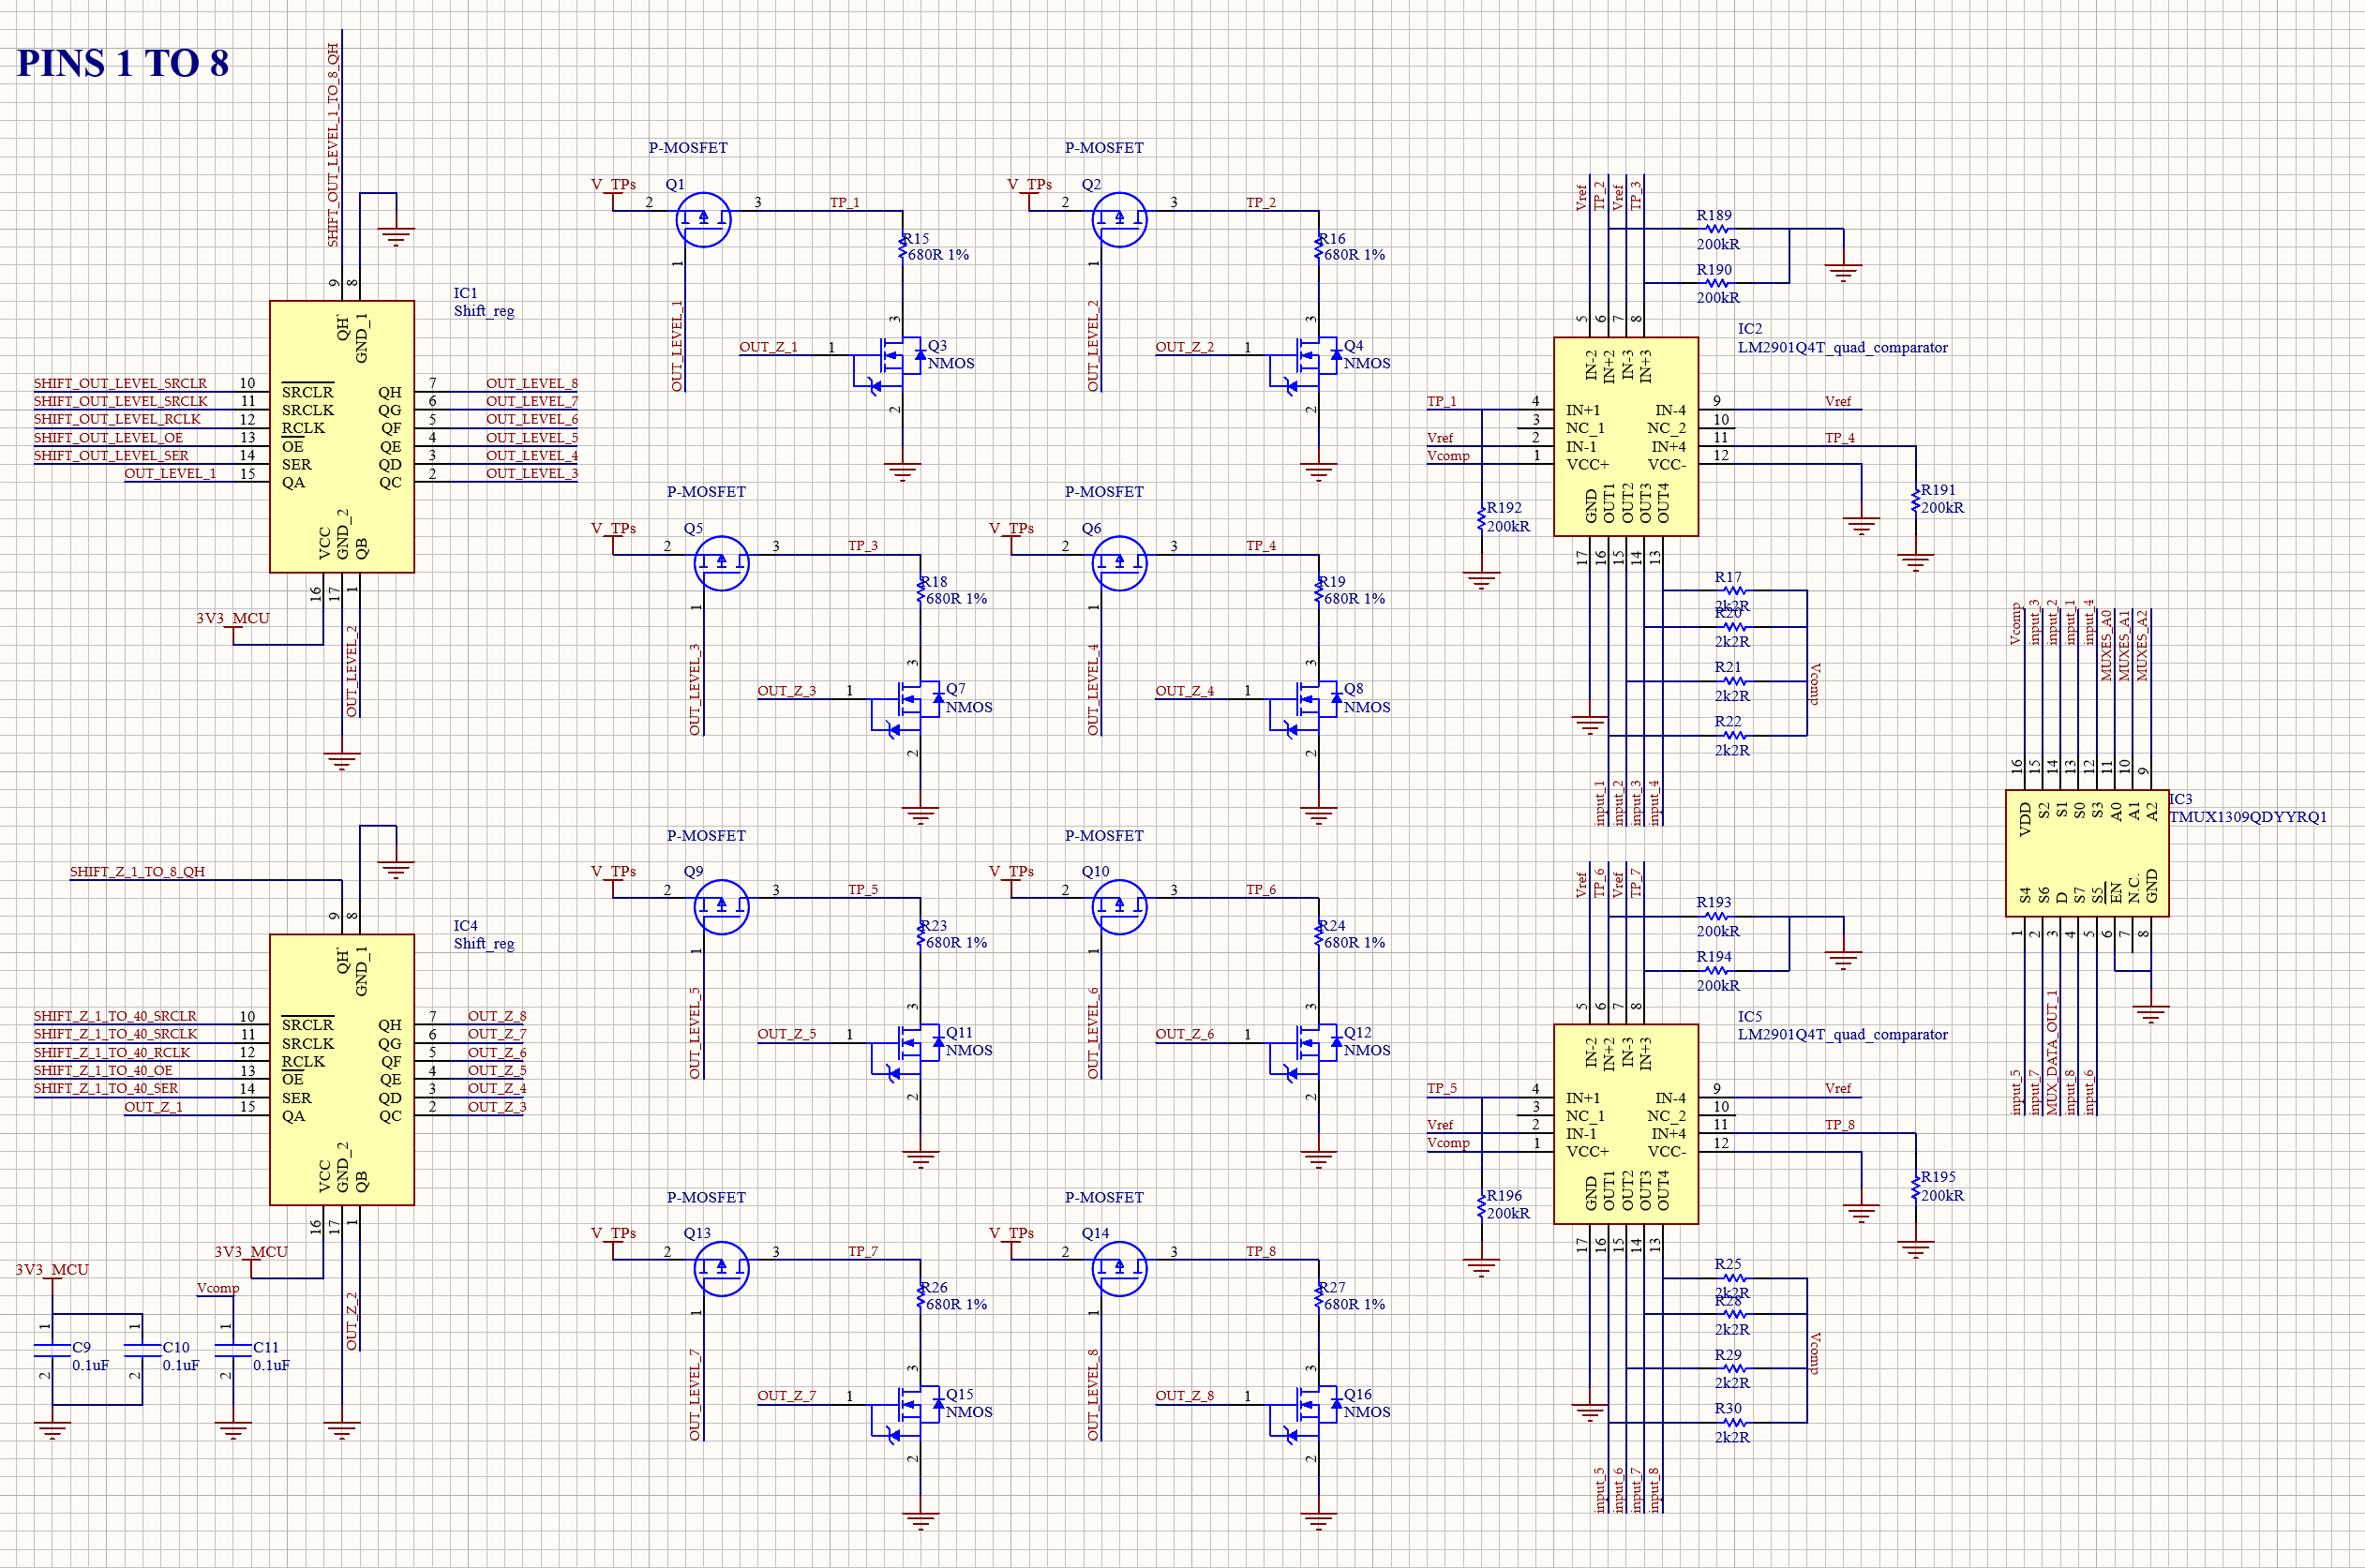 PINS 1 TO 8
SHIFT_OUT_LEVEL_1_TO_8_QH
9
8
IC1
Shift_reg
QH`
GND_1
SHIFT_OUT_LEVEL_SRCLR 10 SRCLR QH 7 OUT_LEVEL_8
SHIFT_OUT_LEVEL_SRCLK 11 SRCLK QG 6 OUT_LEVEL_7
SHIFT_OUT_LEVEL_RCLK 12 RCLK QF 5 OUT_LEVEL_6
SHIFT_OUT_LEVEL_OE 13 OE QE 4 OUT_LEVEL_5
SHIFT_OUT_LEVEL_SER 14 SER QD 3 OUT_LEVEL_4
OUT_LEVEL_1 15 QA QC 2 OUT_LEVEL_3
VCC
GND_2
QB
16
17
1
3V3_MCU
OUT_LEVEL_2
SHIFT_Z_1_TO_8_QH
9
8
IC4
Shift_reg
QH`
GND_1
SHIFT_Z_1_TO_40_SRCLR 10 SRCLR QH 7 OUT_Z_8
SHIFT_Z_1_TO_40_SRCLK 11 SRCLK QG 6 OUT_Z_7
SHIFT_Z_1_TO_40_RCLK 12 RCLK QF 5 OUT_Z_6
SHIFT_Z_1_TO_40_OE 13 OE QE 4 OUT_Z_5
SHIFT_Z_1_TO_40_SER 14 SER QD 3 OUT_Z_4
OUT_Z_1 15 QA QC 2 OUT_Z_3
VCC
GND_2
QB
16
17
1
3V3_MCU
OUT_Z_2
3V3_MCU
Vcomp
1
1
1
C9
0.1uF
C10
0.1uF
C11
0.1uF
2
2
2
P-MOSFET
V_TPs
2
Q1
3
TP_1
1
OUT_LEVEL_1
R15
680R 1%
3
OUT_Z_1
1
Q3
NMOS
2
P-MOSFET
V_TPs
2
Q2
3
TP_2
1
OUT_LEVEL_2
R16
680R 1%
3
OUT_Z_2
1
Q4
NMOS
2
P-MOSFET
V_TPs
2
Q5
3
TP_3
1
OUT_LEVEL_3
R18
680R 1%
3
OUT_Z_3
1
Q7
NMOS
2
P-MOSFET
V_TPs
2
Q6
3
TP_4
1
OUT_LEVEL_4
R19
680R 1%
3
OUT_Z_4
1
Q8
NMOS
2
P-MOSFET
V_TPs
2
Q9
3
TP_5
1
OUT_LEVEL_5
R23
680R 1%
3
OUT_Z_5
1
Q11
NMOS
2
P-MOSFET
V_TPs
2
Q10
3
TP_6
1
OUT_LEVEL_6
R24
680R 1%
3
OUT_Z_6
1
Q12
NMOS
2
P-MOSFET
V_TPs
2
Q13
3
TP_7
1
OUT_LEVEL_7
R26
680R 1%
3
OUT_Z_7
1
Q15
NMOS
2
P-MOSFET
V_TPs
2
Q14
3
TP_8
1
OUT_LEVEL_8
R27
680R 1%
3
OUT_Z_8
1
Q16
NMOS
2
Vref
TP_2
Vref
TP_3
R189
200kR
R190
200kR
5
6
7
8
IC2
LM2901Q4T_quad_comparator
IN-2
IN+2
IN-3
IN+3
TP_1 4 IN+1 IN-4 9 Vref
3 NC_1 NC_2 10
Vref 2 IN-1 IN+4 11 TP_4
Vcomp 1 VCC+ VCC- 12
GND
OUT1
OUT2
OUT3
OUT4
R192
200kR
R191
200kR
17
16
15
14
13
R17
2k2R
R20
2k2R
R21
2k2R
R22
2k2R
Vcomp
input_1
input_2
input_3
input_4
Vref
TP_6
Vref
TP_7
R193
200kR
R194
200kR
5
6
7
8
IC5
LM2901Q4T_quad_comparator
IN-2
IN+2
IN-3
IN+3
TP_5 4 IN+1 IN-4 9 Vref
3 NC_1 NC_2 10
Vref 2 IN-1 IN+4 11 TP_8
Vcomp 1 VCC+ VCC- 12
GND
OUT1
OUT2
OUT3
OUT4
R196
200kR
R195
200kR
17
16
15
14
13
R25
2k2R
R28
2k2R
R29
2k2R
R30
2k2R
Vcomp
input_5
input_6
input_7
input_8
Vcomp
input_3
input_2
input_1
input_4
MUXES_A0
MUXES_A1
MUXES_A2
16
15
14
13
12
11
10
9
IC3
TMUX1309QDYYRQ1
VDD
S2
S1
S0
S3
A0
A1
A2
S4
S6
D
S7
S5
EN
N.C.
GND
1
2
3
4
5
6
7
8
input_5
input_7
MUX_DATA_OUT_1
input_8
input_6